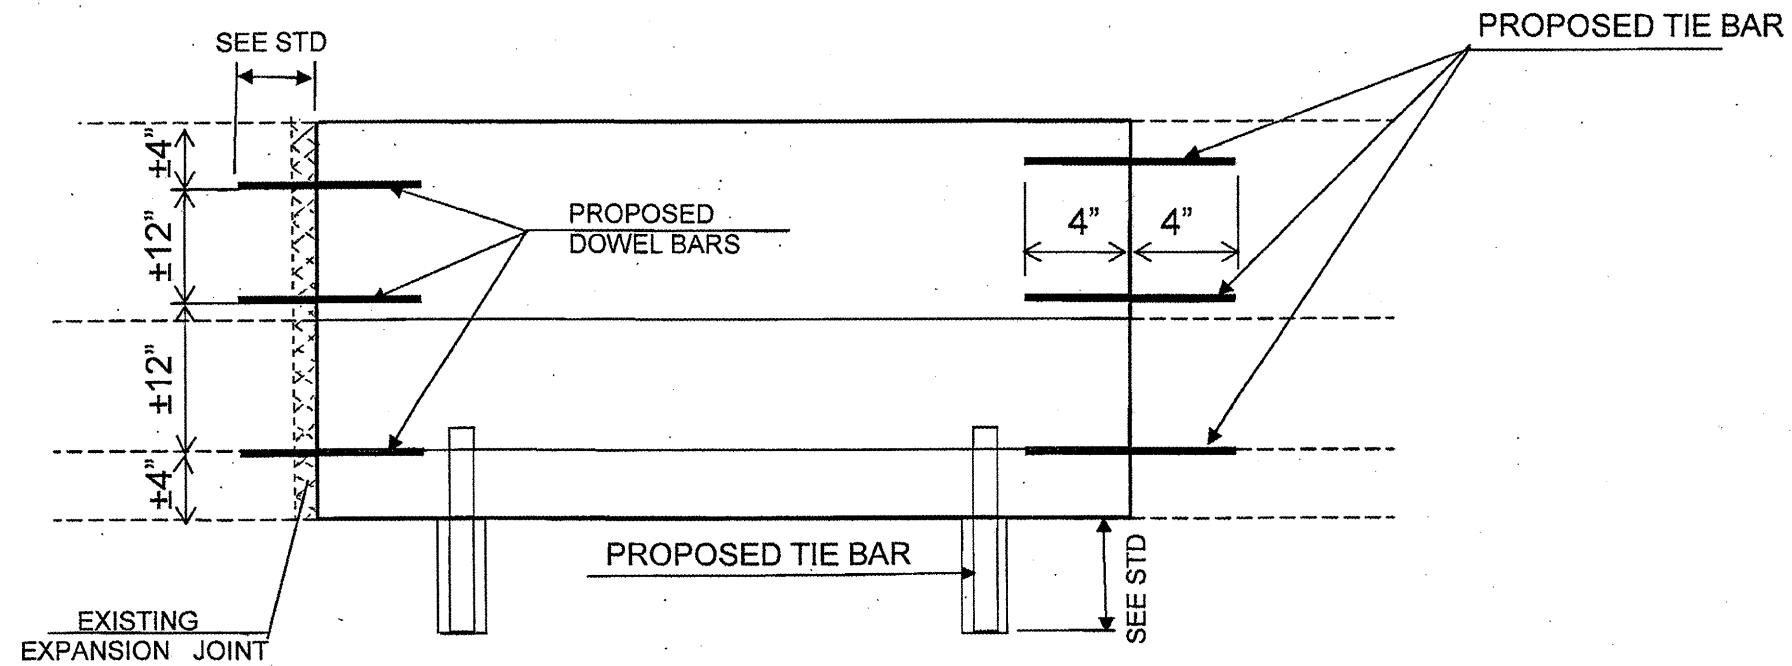 PROPOSED TIE BAR
SEE STD
±4”
±12”
PROPOSED
DOWEL BARS
4”
4”
±12”
±4”
PROPOSED TIE BAR
SEE STD
EXISTING
EXPANSION JOINT